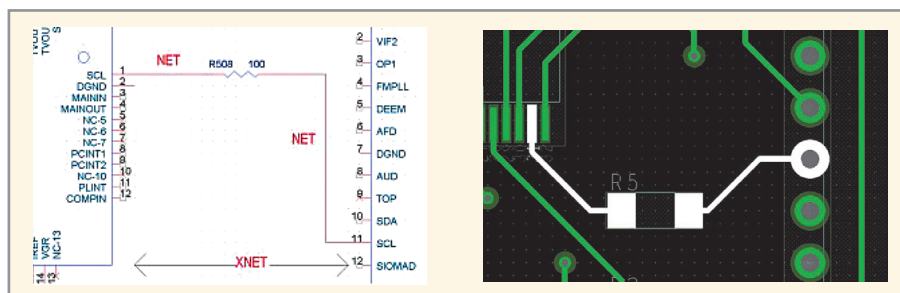 TVOU
TVOU
S
NET
R508 100
SCL 1
DGND 2
MAININ 3
MAINOUT 4
NC-5 5
NC-6 6
NC-7 7
PCINT1 8
PCINT2 9
NC-10 10
PLINT 11
COMPIN 12
IREF
VGR
NC-13
14
13
NET
XNET
2 VIF2
3 OP1
4 FMPLL
5 DEEM
6 AFD
7 DGND
8 AUD
9 TOP
10 SDA
11 SCL
12 SIOMAD
R5